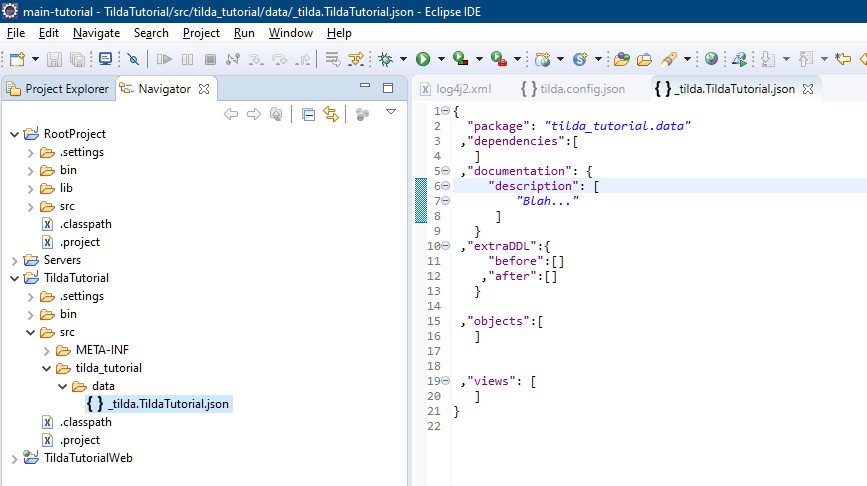 main-tutorial - TildaTutorial/src/tilda_tutorial/data/_tilda.TildaTutorial.json - Eclipse IDE
File Edit Navigate Search Project Run Window Help
Project Explorer Navigator
log4j2.xml tilda.config.json _tilda.TildaTutorial.json
RootProject
.settings
bin
lib
src
.classpath
.project
Servers
TildaTutorial
.settings
bin
src
META-INF
tilda_tutorial
data
_tilda.TildaTutorial.json
.classpath
.project
TildaTutorialWeb
1 {
2 "package": "tilda_tutorial.data"
3 ,"dependencies":[
4 ]
5 ,"documentation": {
6 "description": [
7 "Blah..."
8 ]
9 }
10 ,"extraDDL":{
11 "before":[]
12 ,"after":[]
13 }
14
15 ,"objects":[
16 ]
17
18
19 ,"views": [
20 ]
21 }
22